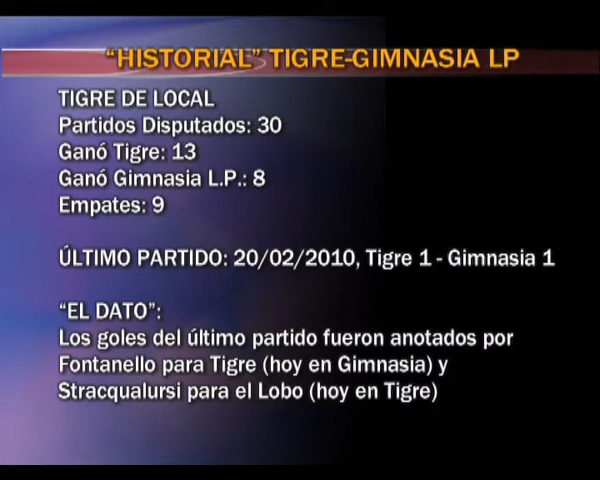 “HISTORIAL” TIGRE-GIMNASIA LP
TIGRE DE LOCAL
Partidos Disputados: 30
Ganó Tigre: 13
Ganó Gimnasia L.P.: 8
Empates: 9
ÚLTIMO PARTIDO: 20/02/2010, Tigre 1 - Gimnasia 1
“EL DATO”:
Los goles del último partido fueron anotados por
Fontanello para Tigre (hoy en Gimnasia) y
Stracqualursi para el Lobo (hoy en Tigre)